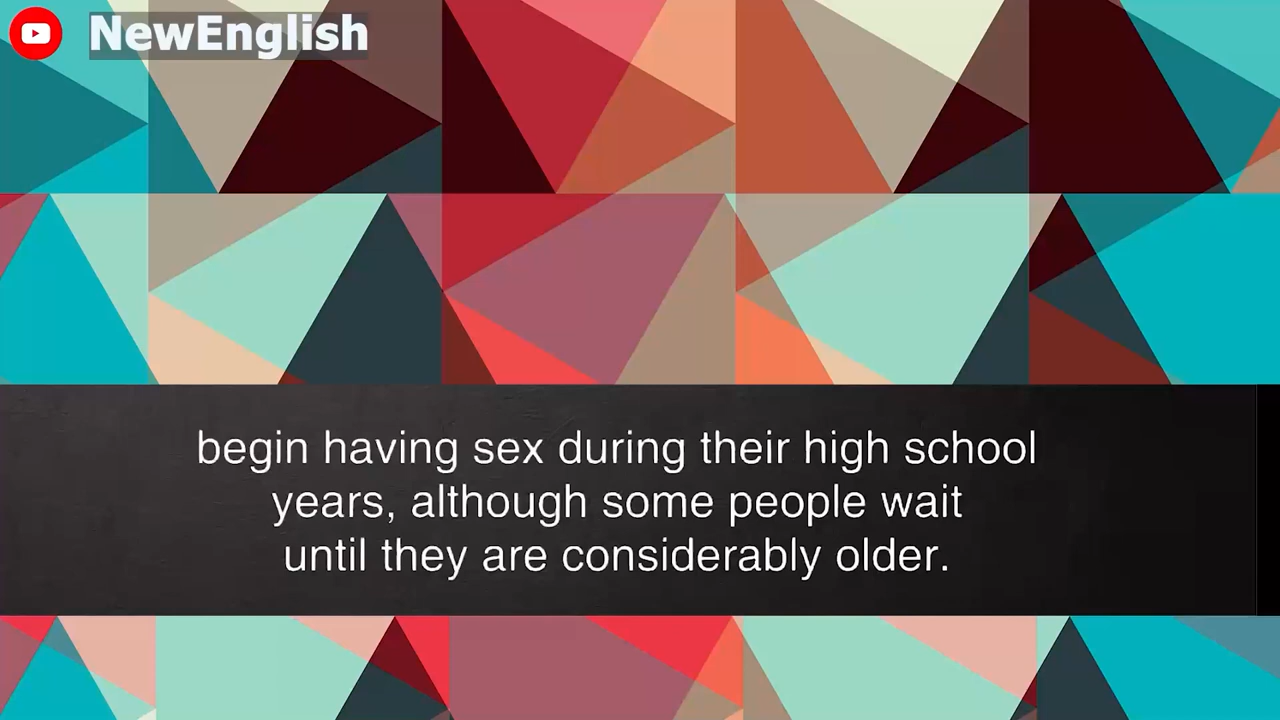 NewEnglish
begin having sex during their high school
years, although some people wait
until they are considerably older.